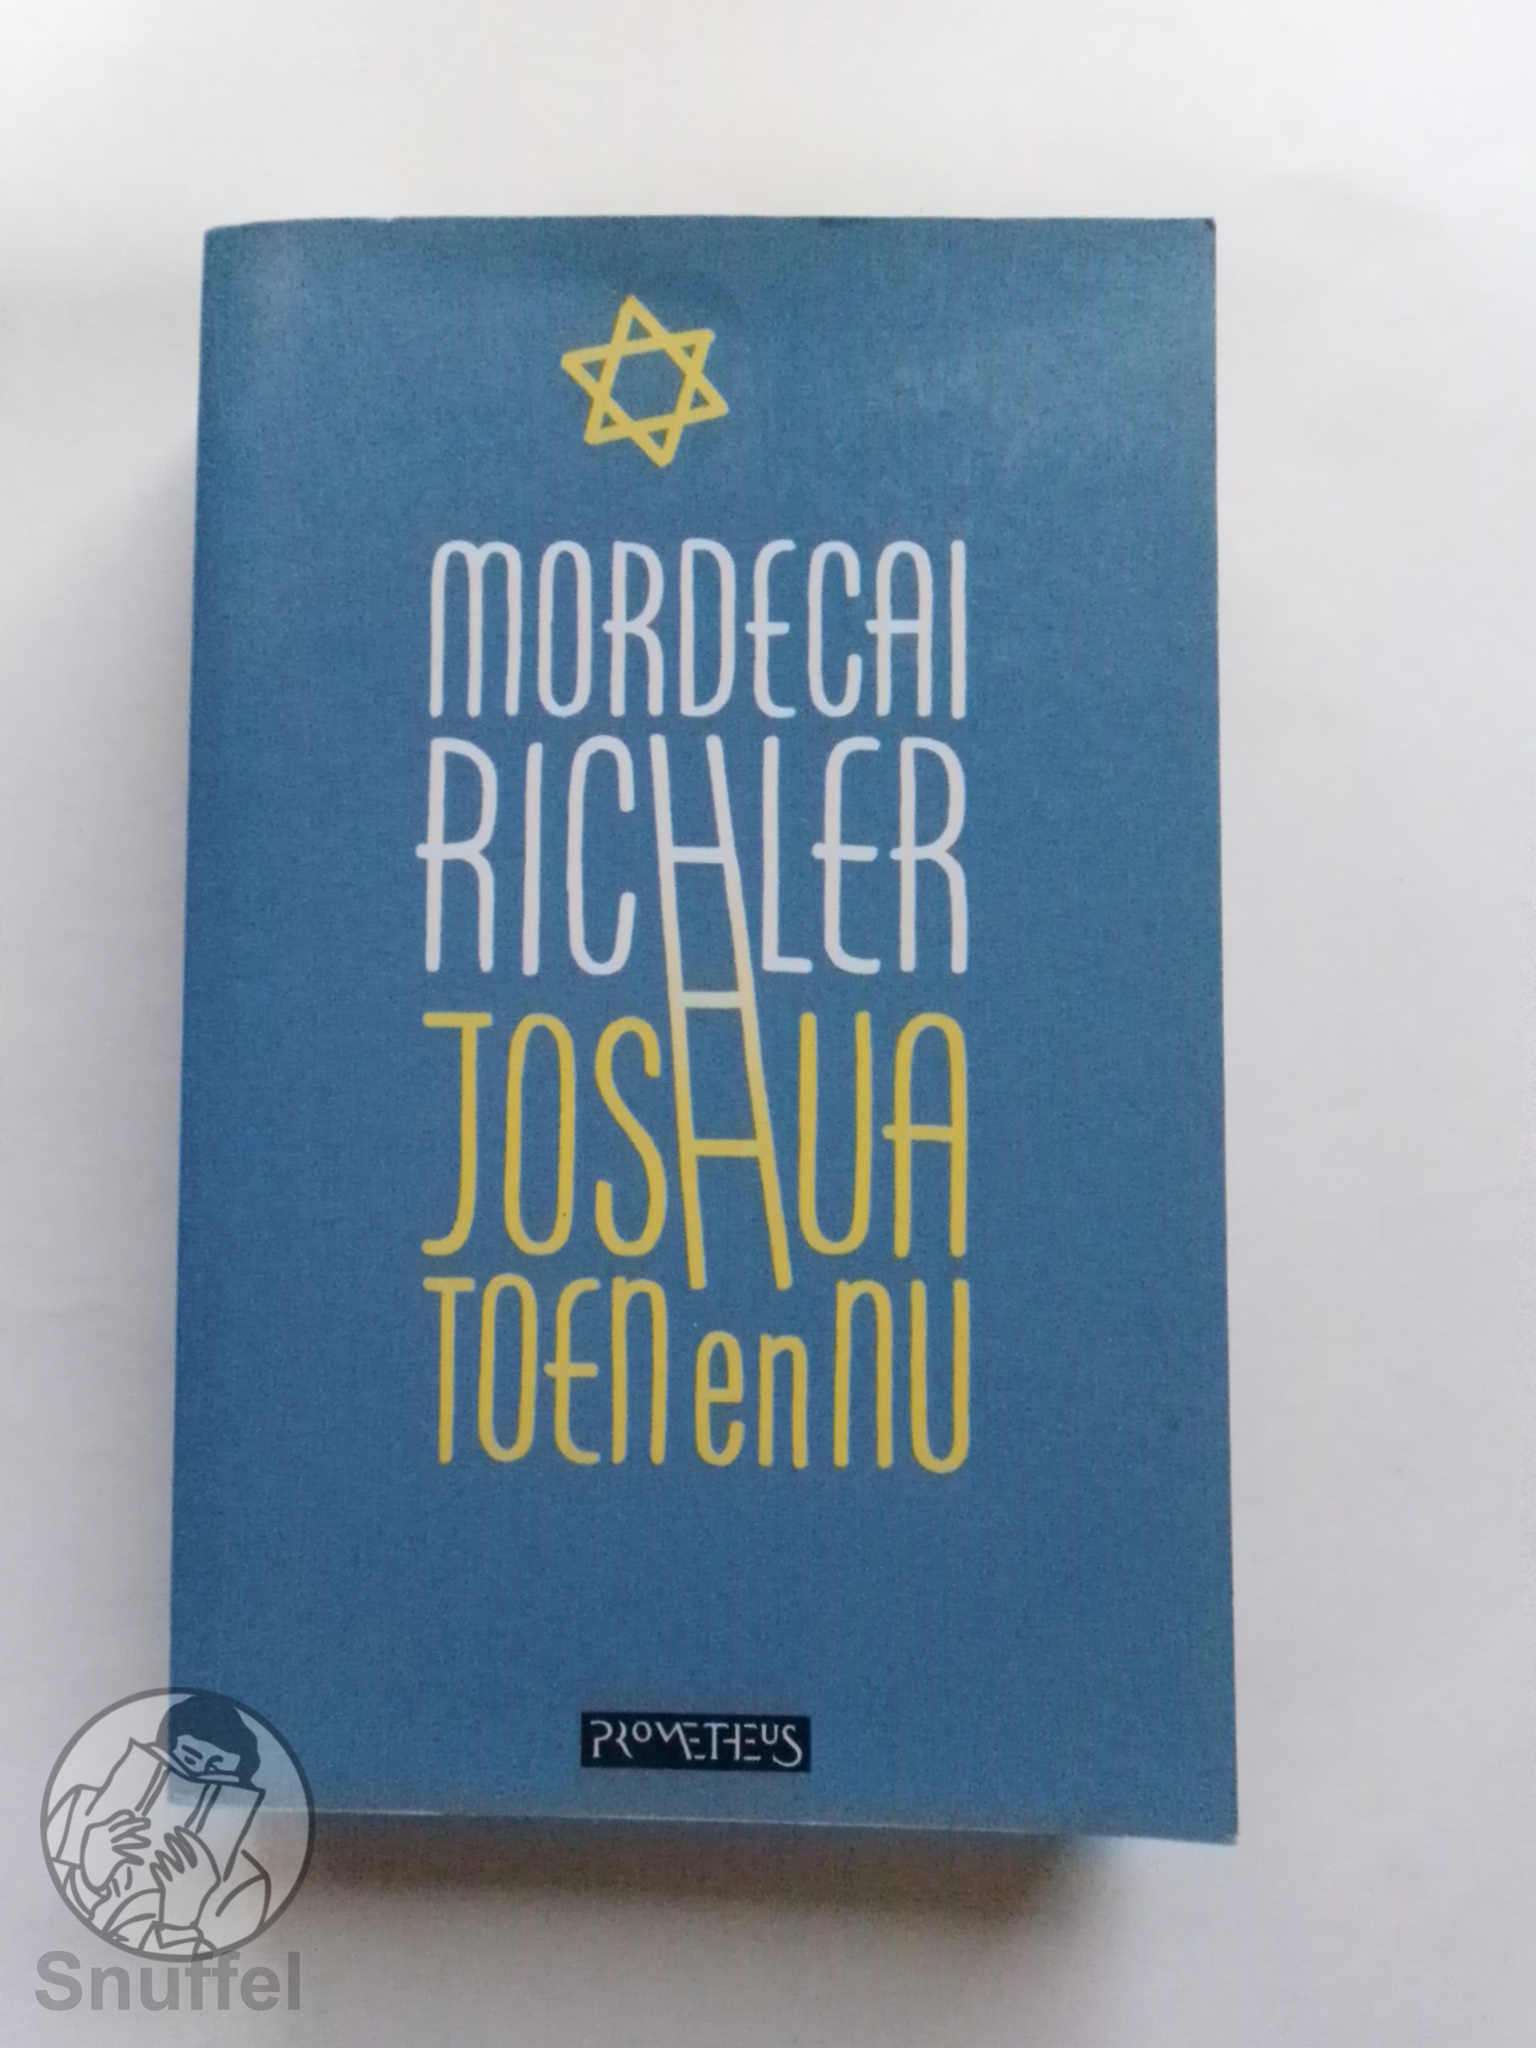 MORDECAI
RICHLER
JOSHUA
TOEN en NU
PROMETHEUS
Snuffel